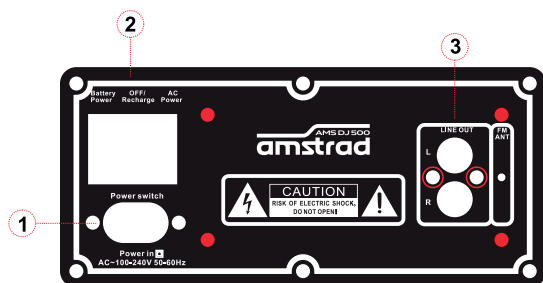 2
3
Battery Power
OFF/ Recharge
AC Power
LINE OUT
FM ANT
AMS DJ 500
amstrad
L
CAUTION
RISK OF ELECTRIC SHOCK,
DO NOT OPEN!
R
Power switch
1
Power in
AC~100-240V 50-60Hz